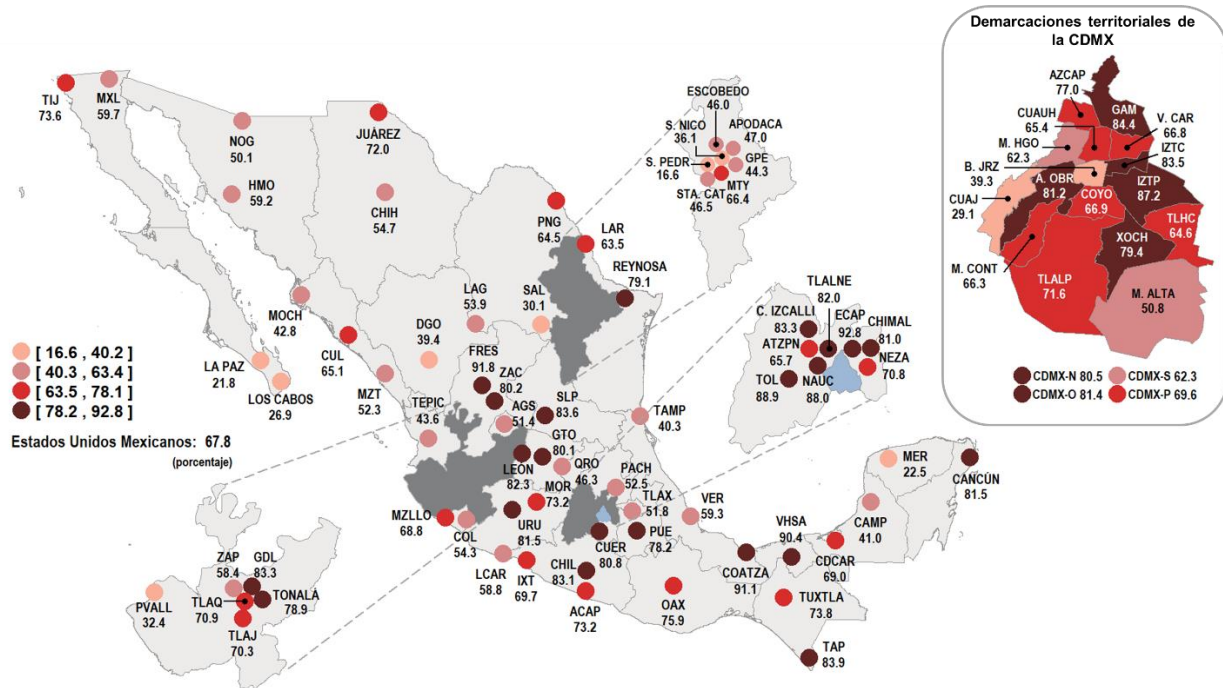 Demarcaciones territoriales de
la CDMX
AZCAP
77.0
CUAUH
65.4
M. HGO
62.3
B. JRZ
39.3
CUAJ
29.1
GAM
84.4
V. CAR
66.8
IZTC
83.5
A. OBR
81.2
COYO
66.9
IZTP
87.2
TLHC
64.6
XOCH
79.4
M. CONT
66.3
TLALP
71.6
M. ALTA
50.8
CDMX-N 80.5
CDMX-S 62.3
CDMX-O 81.4
CDMX-P 69.6
TIJ
73.6
MXL
59.7
NOG
50.1
HMO
59.2
JUÁREZ
72.0
CHIH
54.7
PNG
64.5
LAR
63.5
REYNOSA
79.1
ESCOBEDO
46.0
S. NICO
36.1
APODACA
47.0
S. PEDR
16.6
GPE
44.3
STA. CAT
46.5
MTY
66.4
MOCH
42.8
CUL
65.1
LA PAZ
21.8
LOS CABOS
26.9
MZT
52.3
DGO
39.4
LAG
53.9
SAL
30.1
FRES
91.8
ZAC
80.2
TEPIC
43.6
AGS
51.4
SLP
83.6
TAMP
40.3
GTO
80.1
LEÓN
82.3
QRO
46.3
MOR
73.2
PACH
52.5
TLAX
51.8
VER
59.3
MZLLO
68.8
COL
54.3
URU
81.5
LCAR
58.8
IXT
69.7
CHIL
83.1
ACAP
73.2
CUER
80.8
PUE
78.2
OAX
75.9
COATZA
91.1
VHSA
90.4
CDCAR
69.0
TUXTLA
73.8
TAP
83.9
CAMP
41.0
MER
22.5
CANCÚN
81.5
TLALNE
82.0
C. IZCALLI
83.3
ECAP
92.8
CHIMAL
81.0
ATZPN
65.7
NEZA
70.8
TOL
88.9
NAUC
88.0
[ 16.6 , 40.2 ]
[ 40.3 , 63.4 ]
[ 63.5 , 78.1 ]
[ 78.2 , 92.8 ]
Estados Unidos Mexicanos: 67.8
(porcentaje)
ZAP
58.4
GDL
83.3
PVALL
32.4
TLAQ
70.9
TONALÁ
78.9
TLAJ
70.3